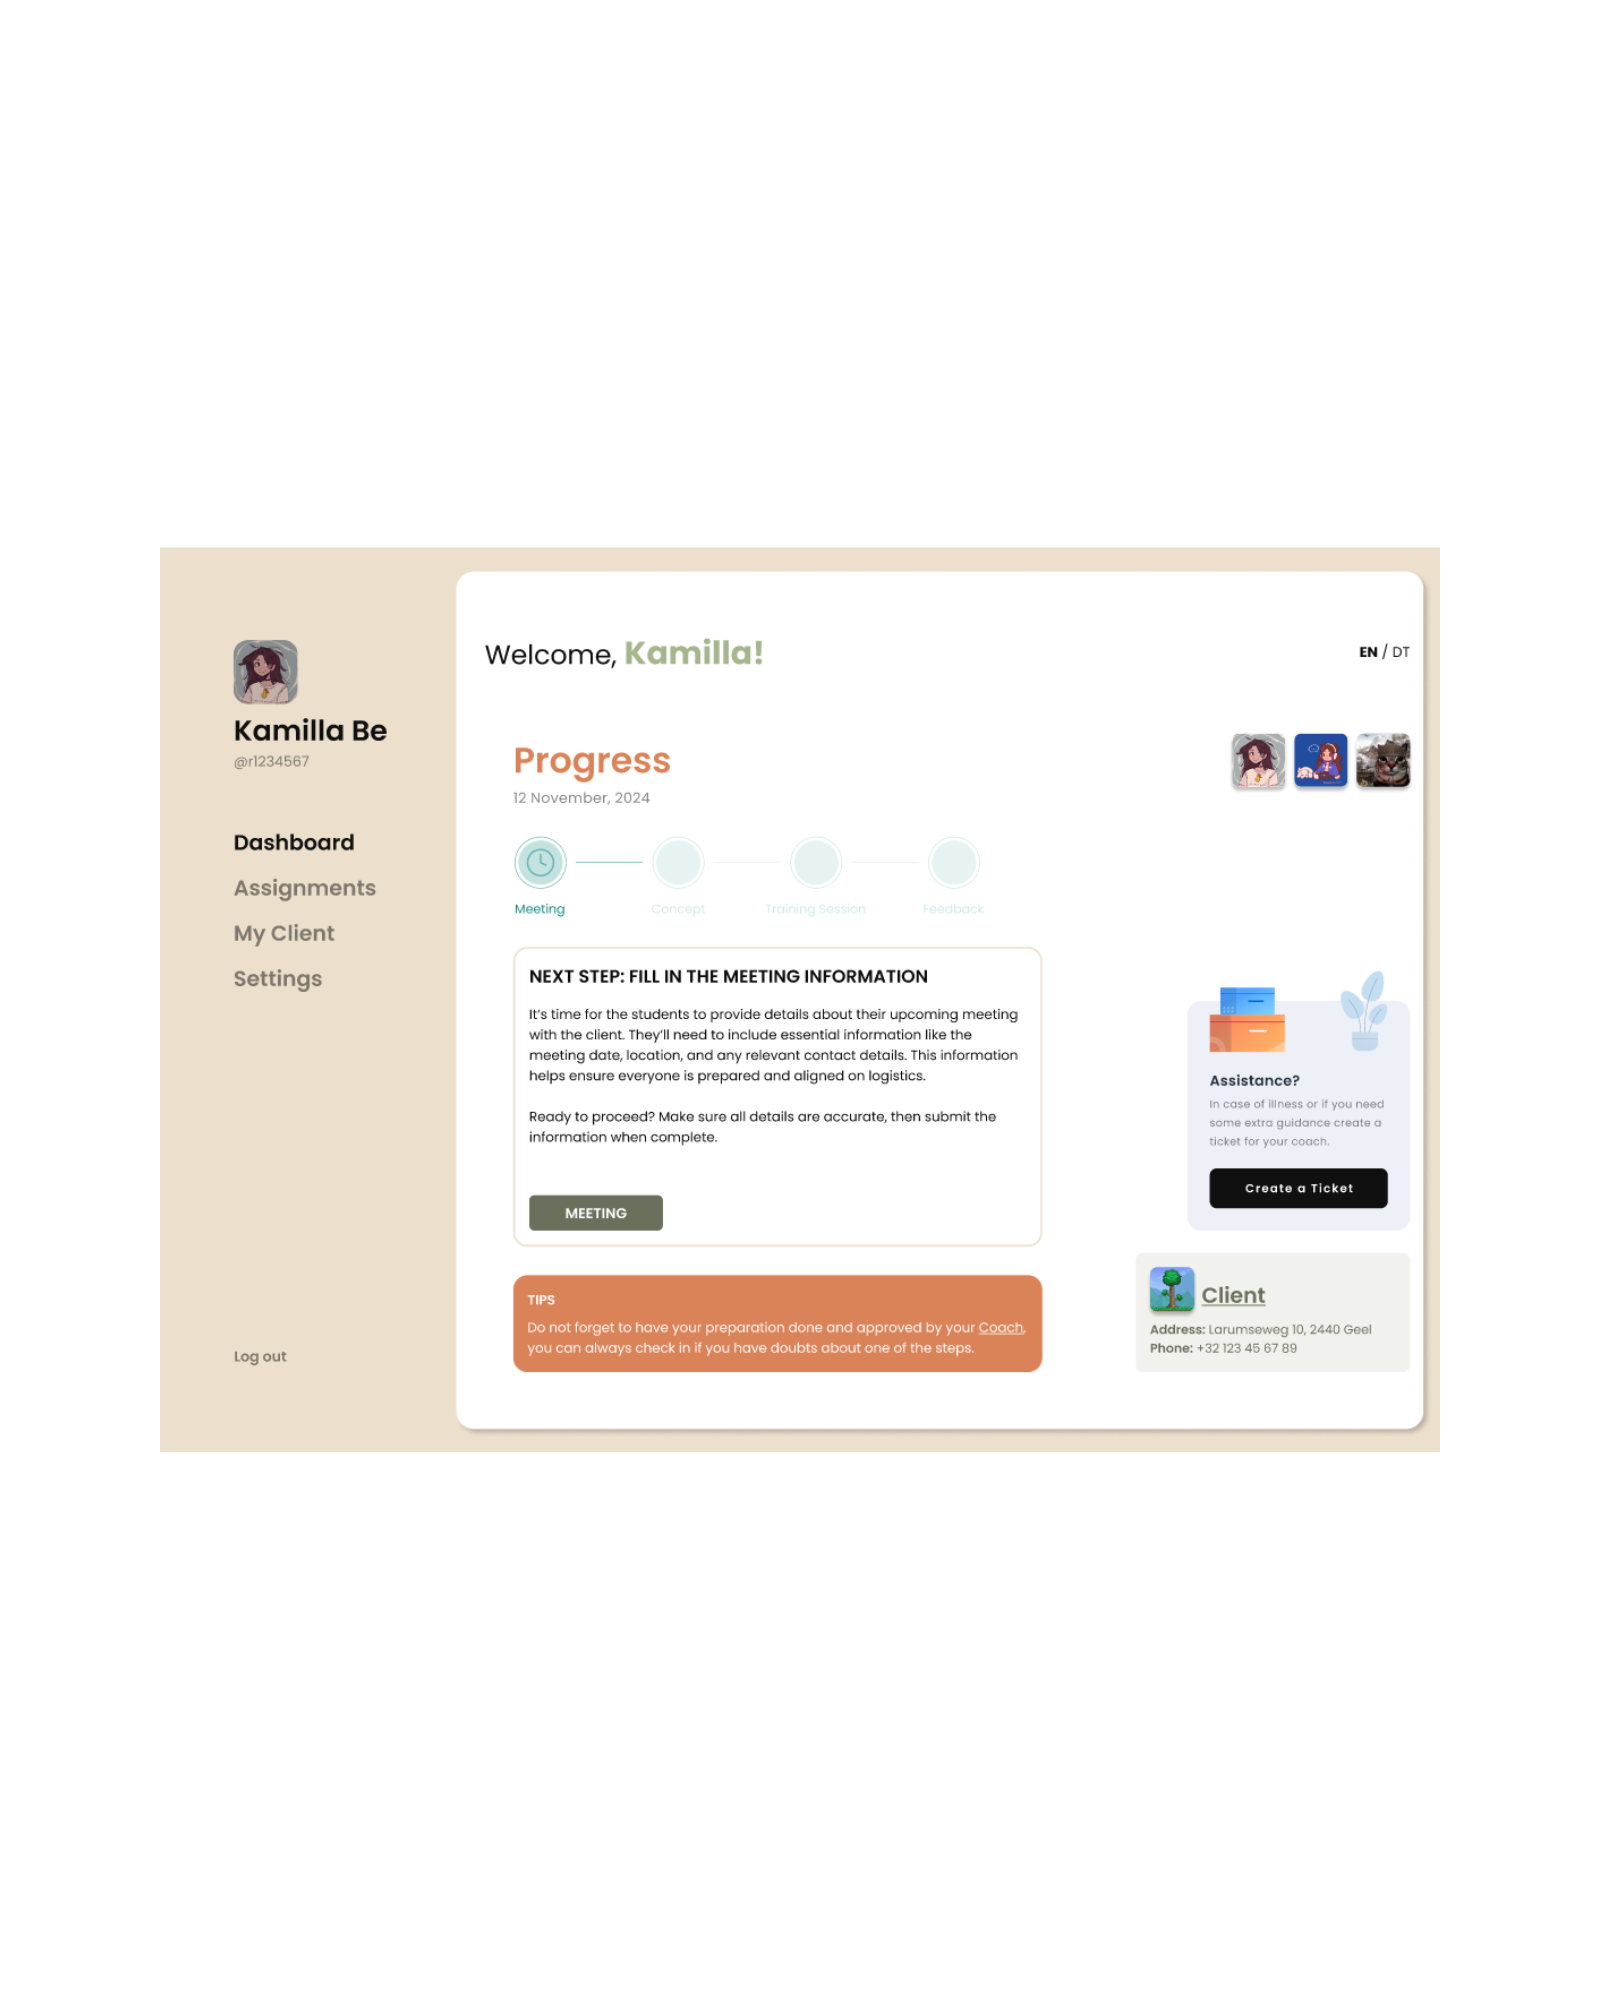 Kamilla Be
@r1234567
Dashboard
Assignments
My Client
Settings
Log out
Welcome, Kamilla!
EN / DT
Progress
12 November, 2024
Meeting
Concept
Training Session
Feedback
NEXT STEP: FILL IN THE MEETING INFORMATION
It's time for the students to provide details about their upcoming meeting
with the client. They'll need to include essential information like the
meeting date, location, and any relevant contact details. This information
helps ensure everyone is prepared and aligned on logistics.
Ready to proceed? Make sure all details are accurate, then submit the
information when complete.
MEETING
TIPS
Do not forget to have your preparation done and approved by your Coach,
you can always check in if you have doubts about one of the steps.
Assistance?
In case of illness or if you need
some extra guidance create a
ticket for your coach.
Create a Ticket
Client
Address: Larumseweg 10, 2440 Geel
Phone: +32 123 45 67 89